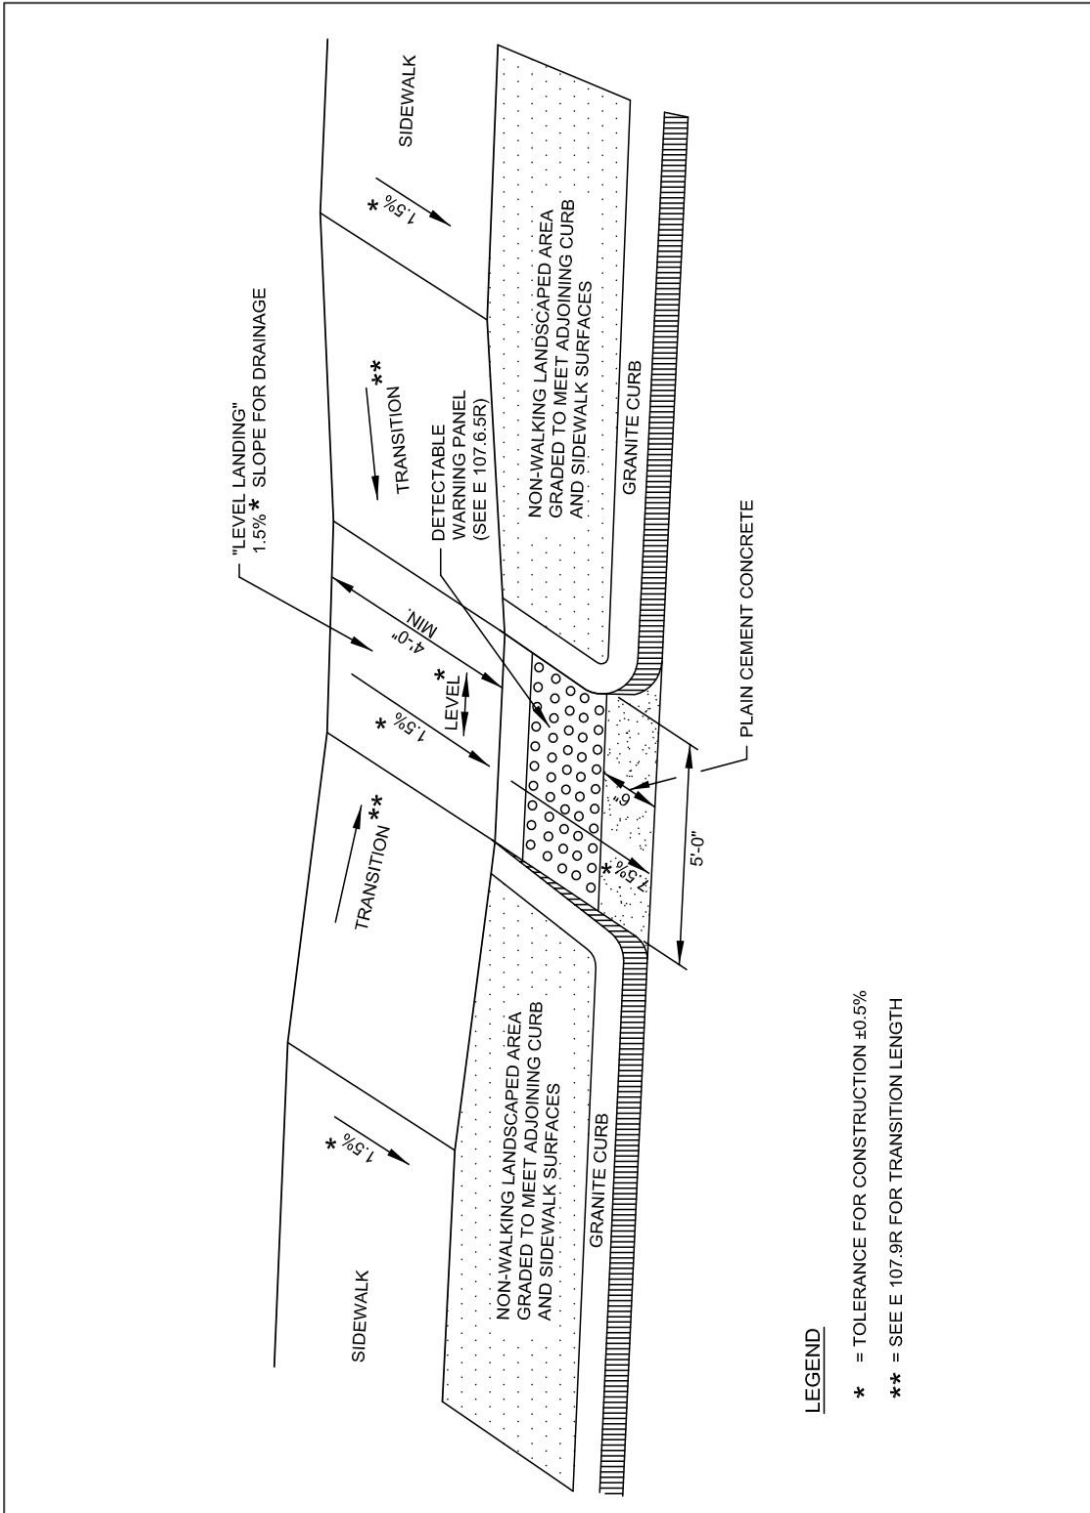 "LEVEL LANDING"
1.5% * SLOPE FOR DRAINAGE
SIDEWALK
1.5% *
TRANSITION **
1.5% *
LEVEL *
4'-0"
MIN.
TRANSITION **
1.5% *
SIDEWALK
DETECTABLE
WARNING PANEL
(SEE E 107.6.5R)
NON-WALKING LANDSCAPED AREA
GRADED TO MEET ADJOINING CURB
AND SIDEWALK SURFACES
GRANITE CURB
7.5% *
6"
5'-0"
NON-WALKING LANDSCAPED AREA
GRADED TO MEET ADJOINING CURB
AND SIDEWALK SURFACES
GRANITE CURB
PLAIN CEMENT CONCRETE
LEGEND
* = TOLERANCE FOR CONSTRUCTION ±0.5%
** = SEE E 107.9R FOR TRANSITION LENGTH